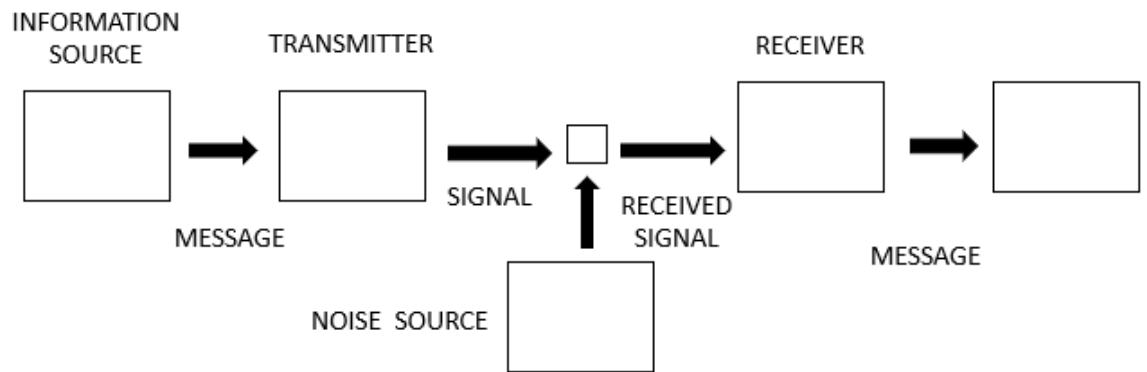 INFORMATION
SOURCE
TRANSMITTER
RECEIVER
SIGNAL
RECEIVED
SIGNAL
MESSAGE
MESSAGE
NOISE SOURCE